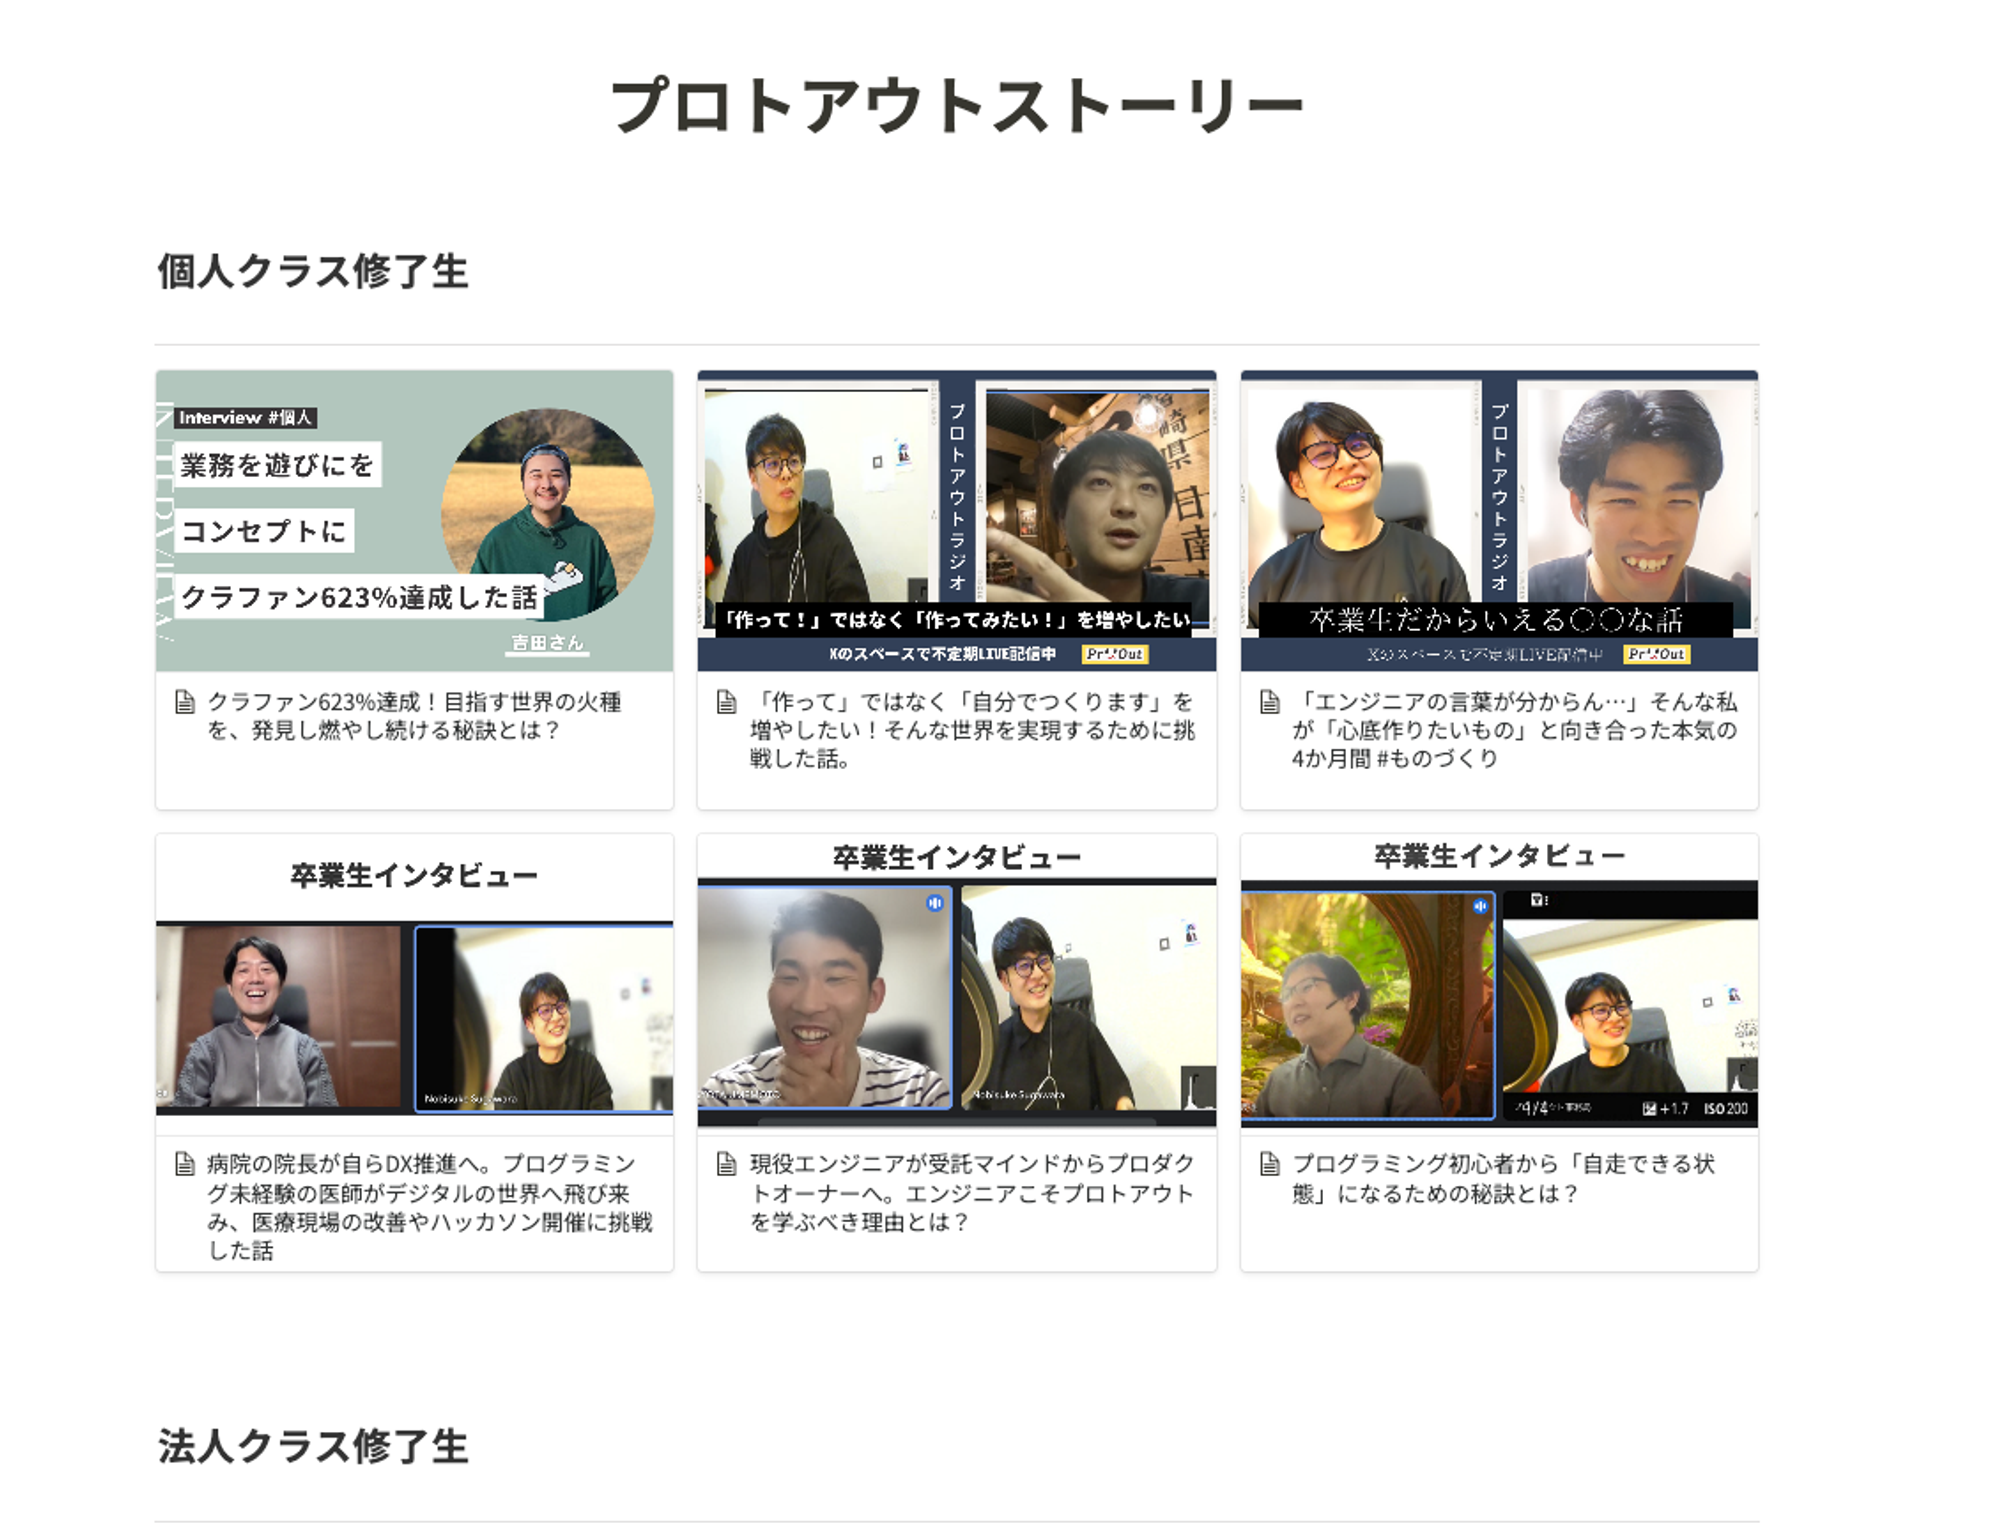 プロトアウトストーリー
個人クラス修了生
INTERVIEW
Interview #個人
業務を遊びにを
コンセプトに
クラファン623%達成した話
吉田さん
クラファン623%達成！目指す世界の火種
を、発見し燃やし続ける秘訣とは？
プロトアウトラジオ
宮崎県
日南
「作って！」ではなく「作ってみたい！」を増やしたい
Xのスペースで不定期LIVE配信中
「作って」ではなく「自分でつくります」を
増やしたい！そんな世界を実現するために挑
戦した話。
プロトアウトラジオ
卒業生だからいえる〇〇な話
Xのスペースで不定期LIVE配信中
「エンジニアの言葉が分からん…」そんな私
が「心底作りたいもの」と向き合った本気の
4か月間 #ものづくり
卒業生インタビュー
Nobisuke Sugawara
病院の院長が自らDX推進へ。プログラミン
グ未経験の医師がデジタルの世界へ飛び来
み、医療現場の改善やハッカソン開催に挑戦
した話
卒業生インタビュー
Nobisuke Sugawara
現役エンジニアが受託マインドからプロダク
トオーナーへ。エンジニアこそプロトアウト
を学ぶべき理由とは？
卒業生インタビュー
+1.7 ISO 200
プログラミング初心者から「自走できる状
態」になるための秘訣とは？
法人クラス修了生